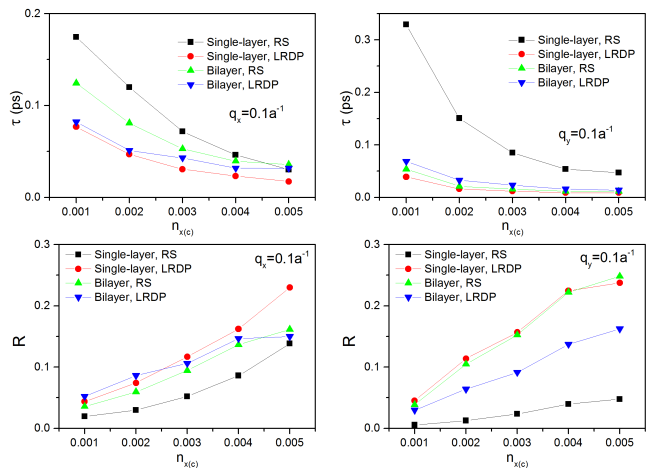 0.2
0.1
0.0
τ (ps)
Single-layer, RS
Single-layer, LRDP
Bilayer, RS
Bilayer, LRDP
qx=0.1a-1
0.001 0.002 0.003 0.004 0.005
nx(c)
0.3
0.2
0.1
0.0
τ (ps)
Single-layer, RS
Single-layer, LRDP
Bilayer, RS
Bilayer, LRDP
qy=0.1a-1
0.001 0.002 0.003 0.004 0.005
nx(c)
0.3
0.2
0.1
0.0
R
Single-layer, RS
Single-layer, LRDP
Bilayer, RS
Bilayer, LRDP
qx=0.1a-1
0.001 0.002 0.003 0.004 0.005
nx(c)
0.3
0.2
0.1
0.0
R
Single-layer, RS
Single-layer, LRDP
Bilayer, RS
Bilayer, LRDP
qy=0.1a-1
0.001 0.002 0.003 0.004 0.005
nx(c)